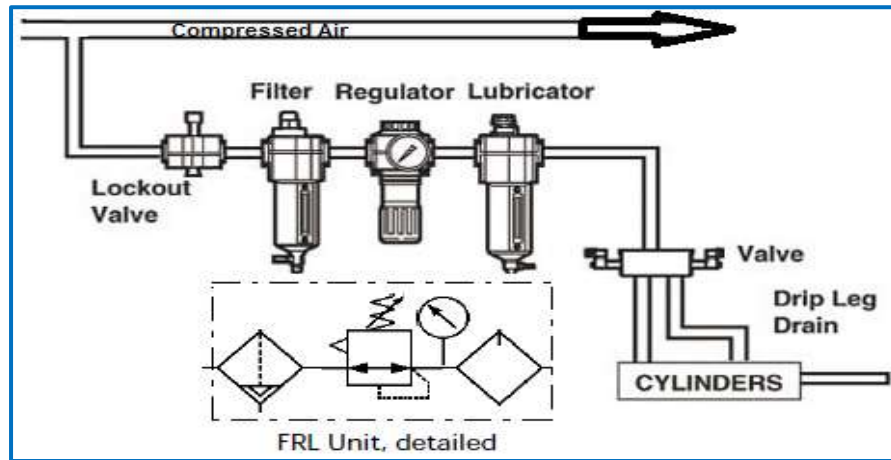 Compressed Air
Filter Regulator Lubricator
Lockout
Valve
Valve
Drip Leg
Drain
CYLINDERS
FRL Unit, detailed